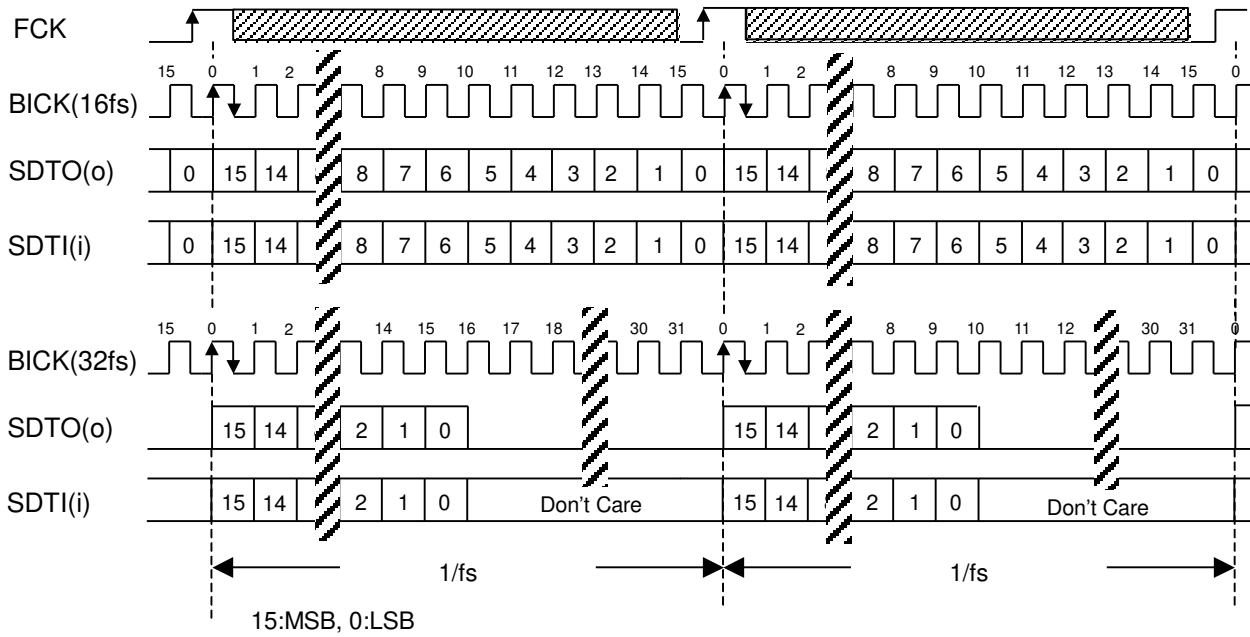 FCK
15 0 1 2 8 9 10 11 12 13 14 15 0 1 2 8 9 10 11 12 13 14 15 0
BICK(16fs)
SDTO(o) 0 15 14 8 7 6 5 4 3 2 1 0 15 14 8 7 6 5 4 3 2 1 0
SDTI(i) 0 15 14 8 7 6 5 4 3 2 1 0 15 14 8 7 6 5 4 3 2 1 0
15 0 1 2 14 15 16 17 18 30 31 0 1 2 8 9 10 11 12 30 31 0
BICK(32fs)
SDTO(o) 15 14 2 1 0 15 14 2 1 0
SDTI(i) 15 14 2 1 0 Don't Care 15 14 2 1 0 Don't Care
1/fs 1/fs
15:MSB, 0:LSB